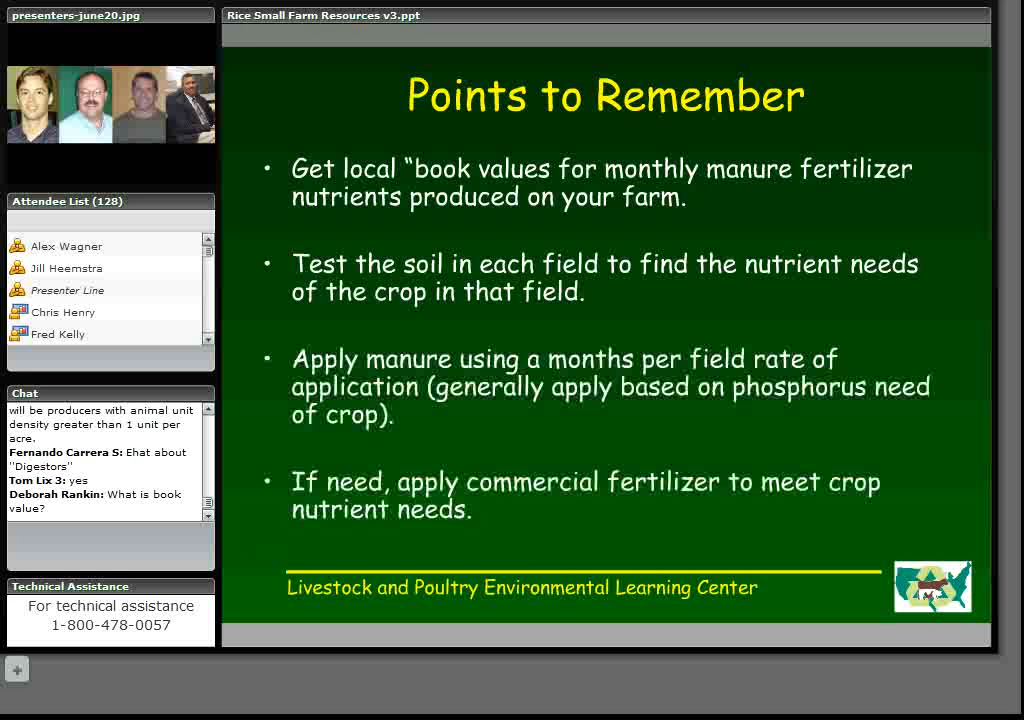 presenters-june20.jpg
Rice Small Farm Resources v3.ppt
Attendee List (128)
Alex Wagner
Jill Heemstra
Presenter Line
Chris Henry
Fred Kelly
Chat
will be producers with animal unit
density greater than 1 unit per
acre.
Fernando Carrera S: Ehat about
"Digestors"
Tom Lix 3: yes
Deborah Rankin: What is book
value?
Technical Assistance
For technical assistance
1-800-478-0057
Points to Remember
• Get local “book values for monthly manure fertilizer
nutrients produced on your farm.
• Test the soil in each field to find the nutrient needs
of the crop in that field.
• Apply manure using a months per field rate of
application (generally apply based on phosphorus need
of crop).
• If need, apply commercial fertilizer to meet crop
nutrient needs.
Livestock and Poultry Environmental Learning Center